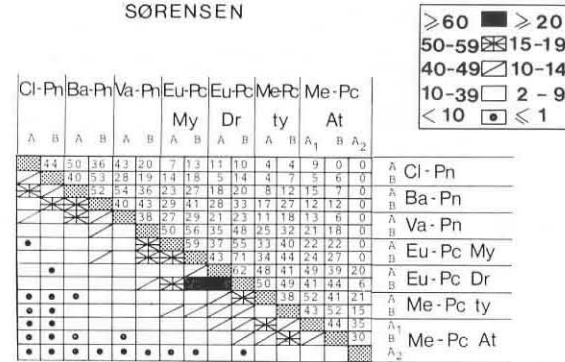 SØRENSEN
≥60 ≥20
50-59 15-19
40-49 10-14
10-39 2-9
<10 ≤1
Cl-Pn Ba-Pn Va-Pn Eu-Pc Eu-Pc Me-Pc Me-Pc
My Dr ty At
A B A B A B A B A B A B A1 B A2
44 50 36 43 20 7 13 11 10 4 4 9 0 0 A
40 53 28 19 14 18 5 14 4 7 5 6 0 B Cl-Pn
52 54 36 23 27 18 20 8 12 15 7 0 A
40 43 29 41 28 33 17 27 12 12 0 B Ba-Pn
38 27 29 21 23 11 18 13 6 0 A
50 56 35 48 25 32 21 18 0 B Va-Pn
59 37 55 33 40 22 22 0 A
43 71 34 44 24 27 0 B Eu-Pc My
62 48 41 49 39 20 A
50 49 41 44 6 B Eu-Pc Dr
38 52 41 21 A
43 52 15 B Me-Pc ty
44 35 A1
30 B Me-Pc At
A2